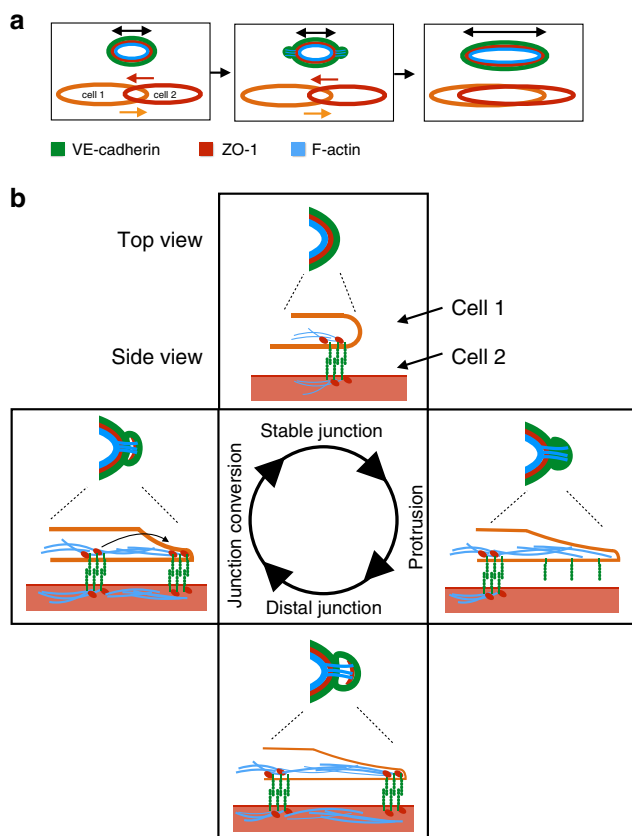 a
cell 1
cell 2
VE-cadherin
ZO-1
F-actin
b
Top view
Cell 1
Side view
Cell 2
Stable junction
Junction conversion
Protrusion
Distal junction